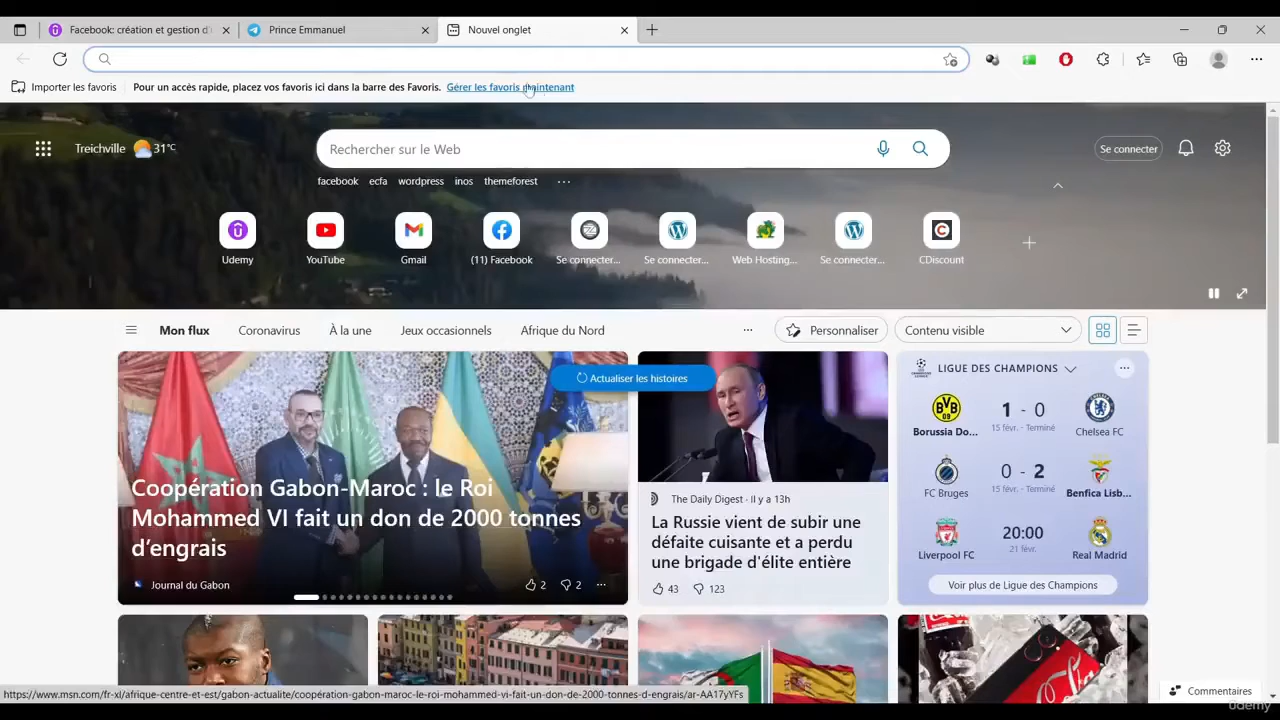 Facebook: création et gestion d'
Prince Emmanuel
Nouvel onglet
Importer les favoris
Pour un accès rapide, placez vos favoris ici dans la barre des Favoris. Gérer les favoris maintenant
Treichville 31°C
Rechercher sur le Web
Se connecter
facebook ecfa wordpress inos themeforest ...
Udemy
YouTube
Gmail
(11) Facebook
Se connecter...
Se connecter...
Web Hosting...
Se connecter...
CDiscount
Mon flux
Coronavirus
À la une
Jeux occasionnels
Afrique du Nord
...
Personnaliser
Contenu visible
Actualiser les histoires
Coopération Gabon-Maroc : le Roi
Mohammed VI fait un don de 2000 tonnes
d'engrais
Journal du Gabon
2 2 ...
The Daily Digest · Il y a 13h
La Russie vient de subir une
défaite cuisante et a perdu
une brigade d'élite entière
43 123
LIGUE DES CHAMPIONS
1 - 0
Borussia Do... 15 févr. - Terminé Chelsea FC
0 - 2
FC Bruges 15 févr. - Terminé Benfica Lisb...
20:00
Liverpool FC 21 févr. Real Madrid
Voir plus de Ligue des Champions
https://www.msn.com/fr-xl/afrique-centre-et-est/gabon-actualite/coopération-gabon-maroc-le-roi-mohammed-vi-fait-un-don-de-2000-tonnes-d-engrais/ar-AA17yYFs
Commentaires
udemy